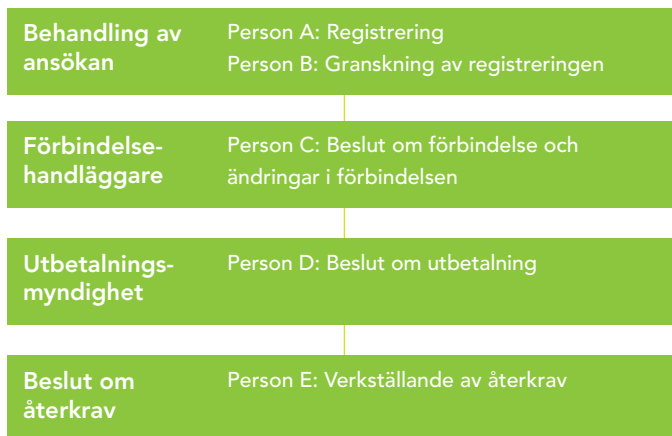 Behandling av
ansökan
Person A: Registrering
Person B: Granskning av registreringen
Förbindelse-
handläggare
Person C: Beslut om förbindelse och
ändringar i förbindelsen
Utbetalnings-
myndighet
Person D: Beslut om utbetalning
Beslut om
återkrav
Person E: Verkställande av återkrav